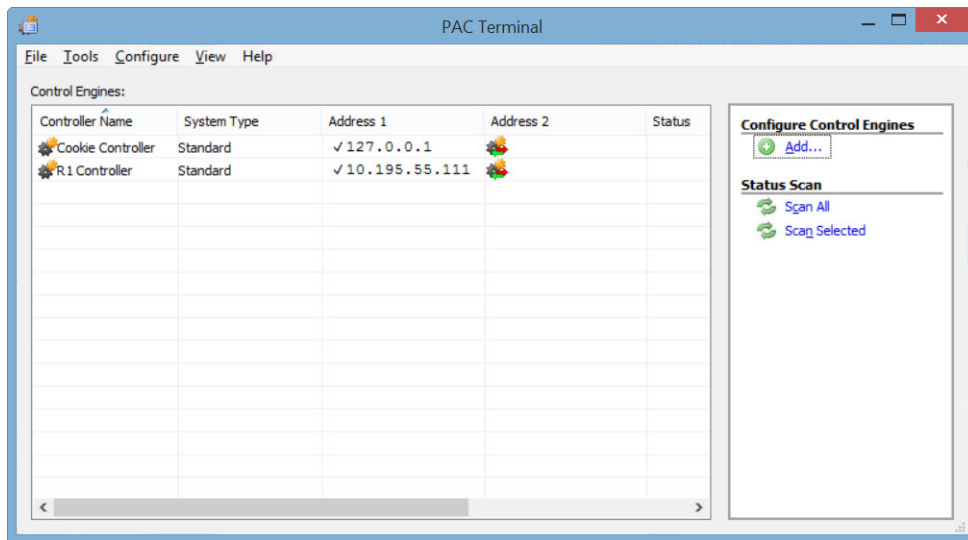 PAC Terminal
File Tools Configure View Help
Control Engines:
Controller Name System Type Address 1 Address 2 Status
Cookie Controller Standard ✓127.0.0.1
R1 Controller Standard ✓10.195.55.111
Configure Control Engines
Add...
Status Scan
Scan All
Scan Selected